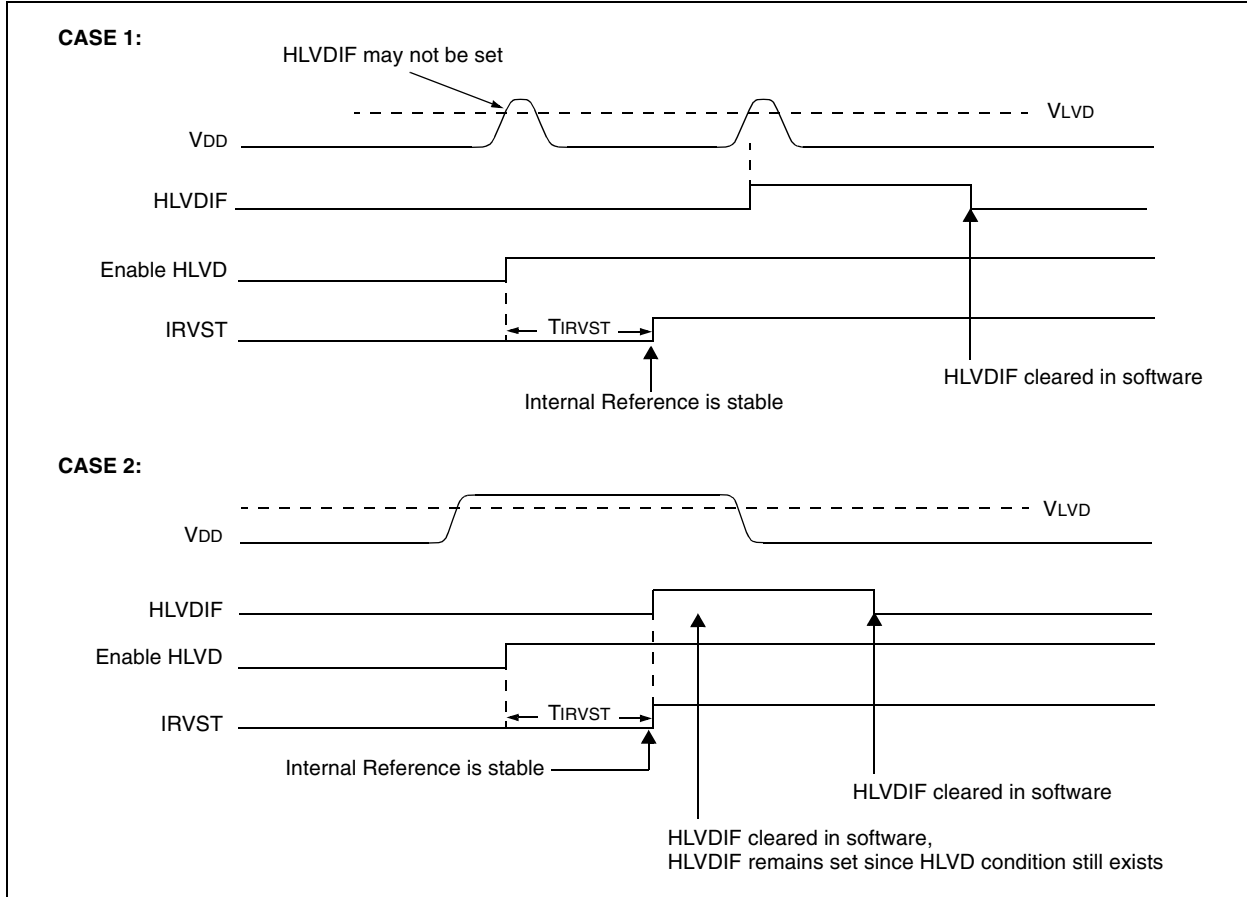 CASE 1:
HLVDIF may not be set
VLVD
VDD
HLVDIF
Enable HLVD
IRVST
TIRVST
HLVDIF cleared in software
Internal Reference is stable
CASE 2:
VLVD
VDD
HLVDIF
Enable HLVD
IRVST
TIRVST
Internal Reference is stable
HLVDIF cleared in software
HLVDIF cleared in software,
HLVDIF remains set since HLVD condition still exists